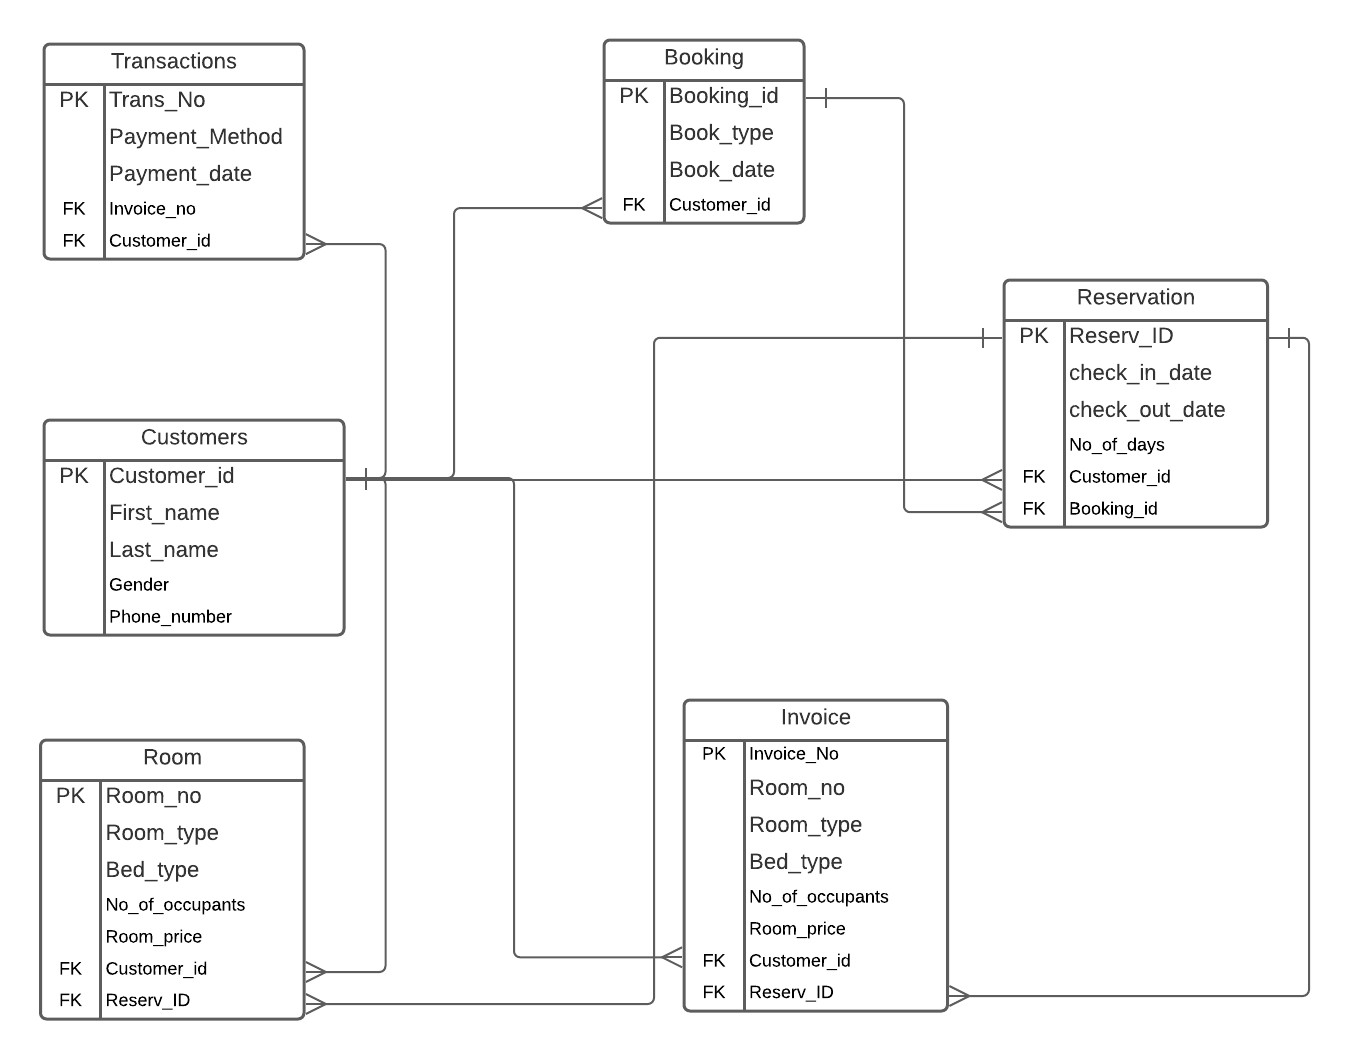 Transactions
PK Trans_No
Payment_Method
Payment_date
FK Invoice_no
FK Customer_id
Booking
PK Booking_id
Book_type
Book_date
FK Customer_id
Reservation
PK Reserv_ID
check_in_date
check_out_date
No_of_days
FK Customer_id
FK Booking_id
Customers
PK Customer_id
First_name
Last_name
Gender
Phone_number
Room
PK Room_no
Room_type
Bed_type
No_of_occupants
Room_price
FK Customer_id
FK Reserv_ID
Invoice
PK Invoice_No
Room_no
Room_type
Bed_type
No_of_occupants
Room_price
FK Customer_id
FK Reserv_ID